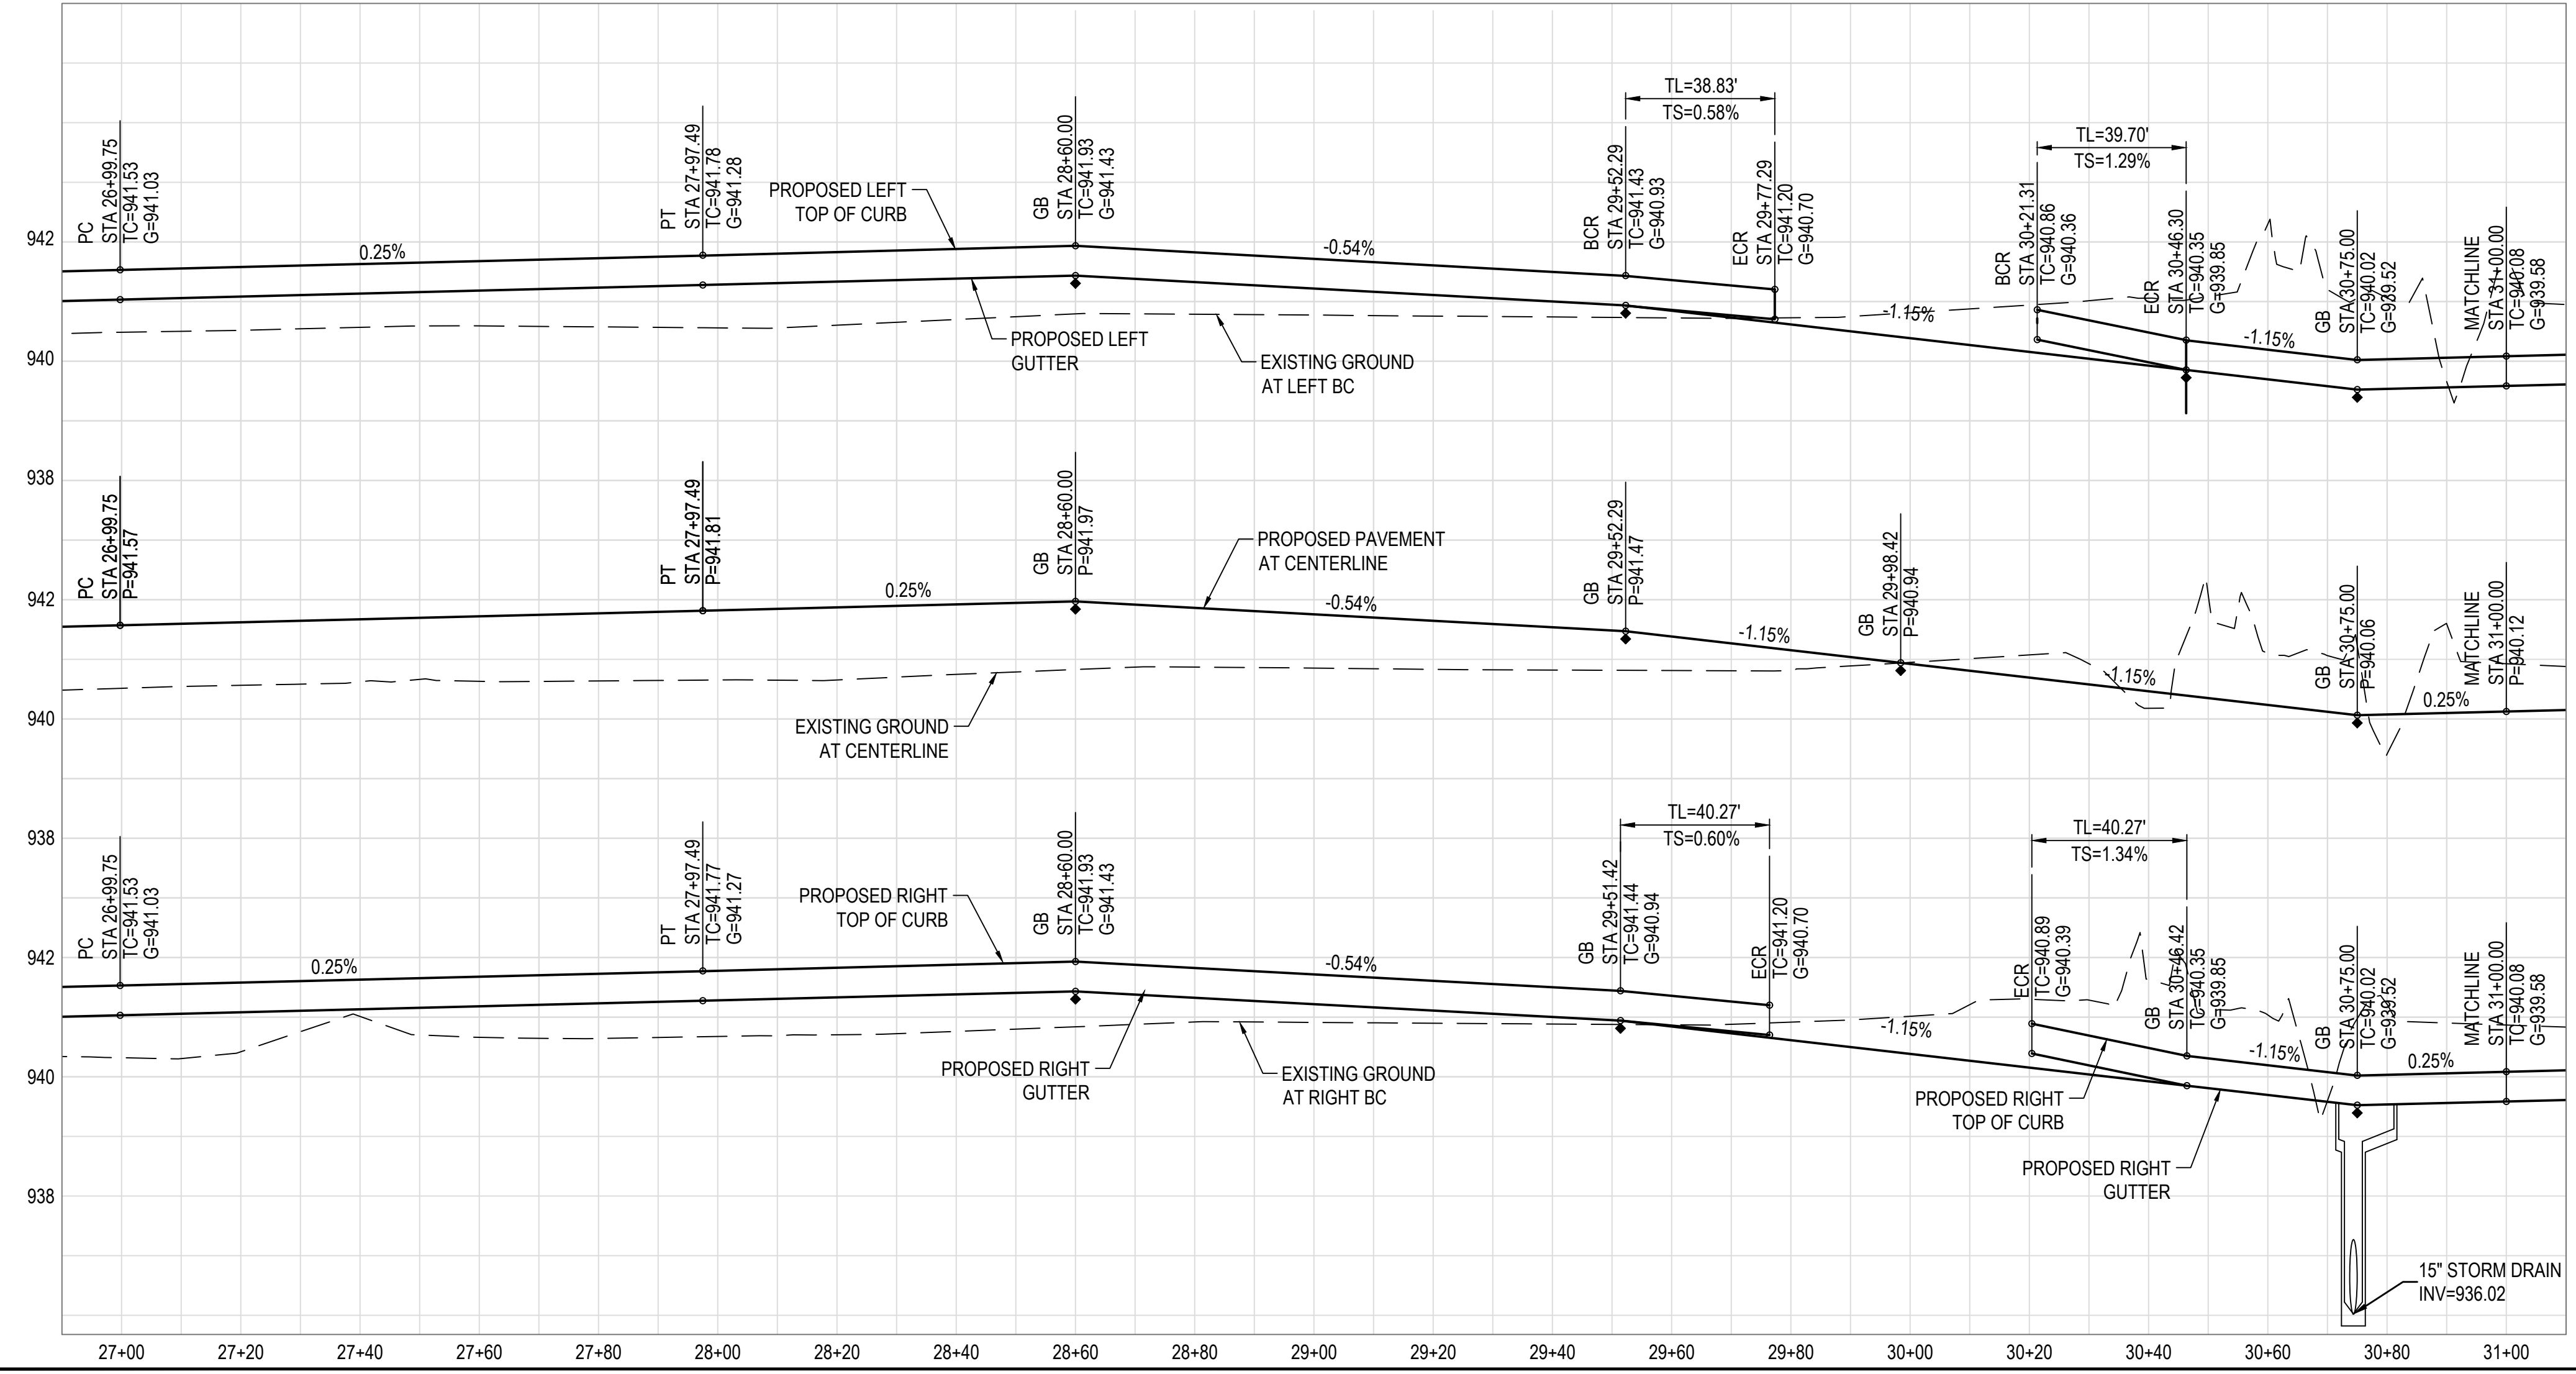 TL=38.83'
TS=0.58%
TL=39.70'
TS=1.29%
PC
STA 26+99.75
TC=941.53
G=941.03
PT
STA 27+97.49
TC=941.78
G=941.28
PROPOSED LEFT
TOP OF CURB
GB
STA 28+60.00
TC=941.93
G=941.43
BCR
STA 29+52.29
TC=941.43
G=940.93
ECR
STA 29+77.29
TC=941.20
G=940.70
BCR
STA 30+21.31
TC=940.86
G=940.36
ECR
STA 30+46.30
TC=940.35
G=939.85
GB
STA 30+75.00
TC=940.02
G=939.52
MATCHLINE
STA 31+00.00
TC=940.08
G=939.58
942
0.25%
-0.54%
-1.15%
-1.15%
PROPOSED LEFT
GUTTER
EXISTING GROUND
AT LEFT BC
940
938
PC
STA 26+99.75
P=941.57
PT
STA 27+97.49
P=941.81
GB
STA 28+60.00
P=941.97
PROPOSED PAVEMENT
AT CENTERLINE
GB
STA 29+52.29
P=941.47
GB
STA 29+98.42
P=940.94
GB
STA 30+75.00
P=940.06
MATCHLINE
STA 31+00.00
P=940.12
942
0.25%
-0.54%
-1.15%
-1.15%
0.25%
940
EXISTING GROUND
AT CENTERLINE
938
TL=40.27'
TS=0.60%
TL=40.27'
TS=1.34%
PC
STA 26+99.75
TC=941.53
G=941.03
PT
STA 27+97.49
TC=941.77
G=941.27
PROPOSED RIGHT
TOP OF CURB
GB
STA 28+60.00
TC=941.93
G=941.43
GB
STA 29+51.42
TC=941.44
G=940.94
ECR
TC=941.20
G=940.70
ECR
TC=940.89
G=940.39
GB
STA 30+46.42
TC=940.35
G=939.85
GB
STA 30+75.00
TC=940.02
G=939.52
MATCHLINE
STA 31+00.00
TC=940.08
G=939.58
942
0.25%
-0.54%
-1.15%
-1.15%
0.25%
940
PROPOSED RIGHT
GUTTER
EXISTING GROUND
AT RIGHT BC
PROPOSED RIGHT
TOP OF CURB
PROPOSED RIGHT
GUTTER
938
15" STORM DRAIN
INV=936.02
27+00 27+20 27+40 27+60 27+80 28+00 28+20 28+40 28+60 28+80 29+00 29+20 29+40 29+60 29+80 30+00 30+20 30+40 30+60 30+80 31+00